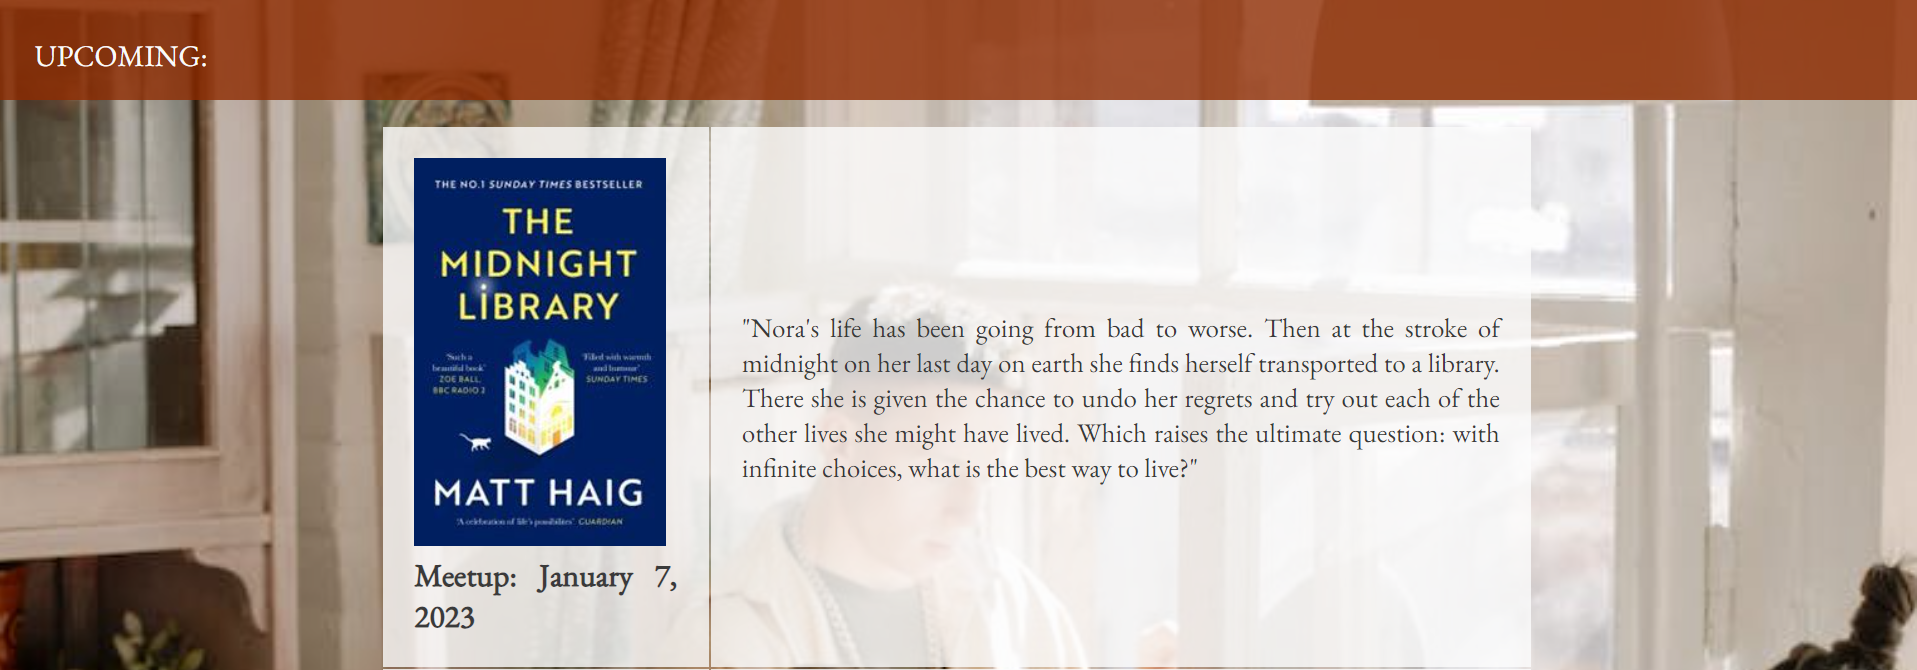 UPCOMING:
THE NO.1 SUNDAY TIMES BESTSELLER
THE
MIDNIGHT
LIBRARY
'Such a
beautiful book'
ZOE BALL,
BBC RADIO 2
'Filled with warmth
and humour'
SUNDAY TIMES
MATT HAIG
'A celebration of life's possibilities' GUARDIAN
Meetup: January 7,
2023
"Nora's life has been going from bad to worse. Then at the stroke of
midnight on her last day on earth she finds herself transported to a library.
There she is given the chance to undo her regrets and try out each of the
other lives she might have lived. Which raises the ultimate question: with
infinite choices, what is the best way to live?"